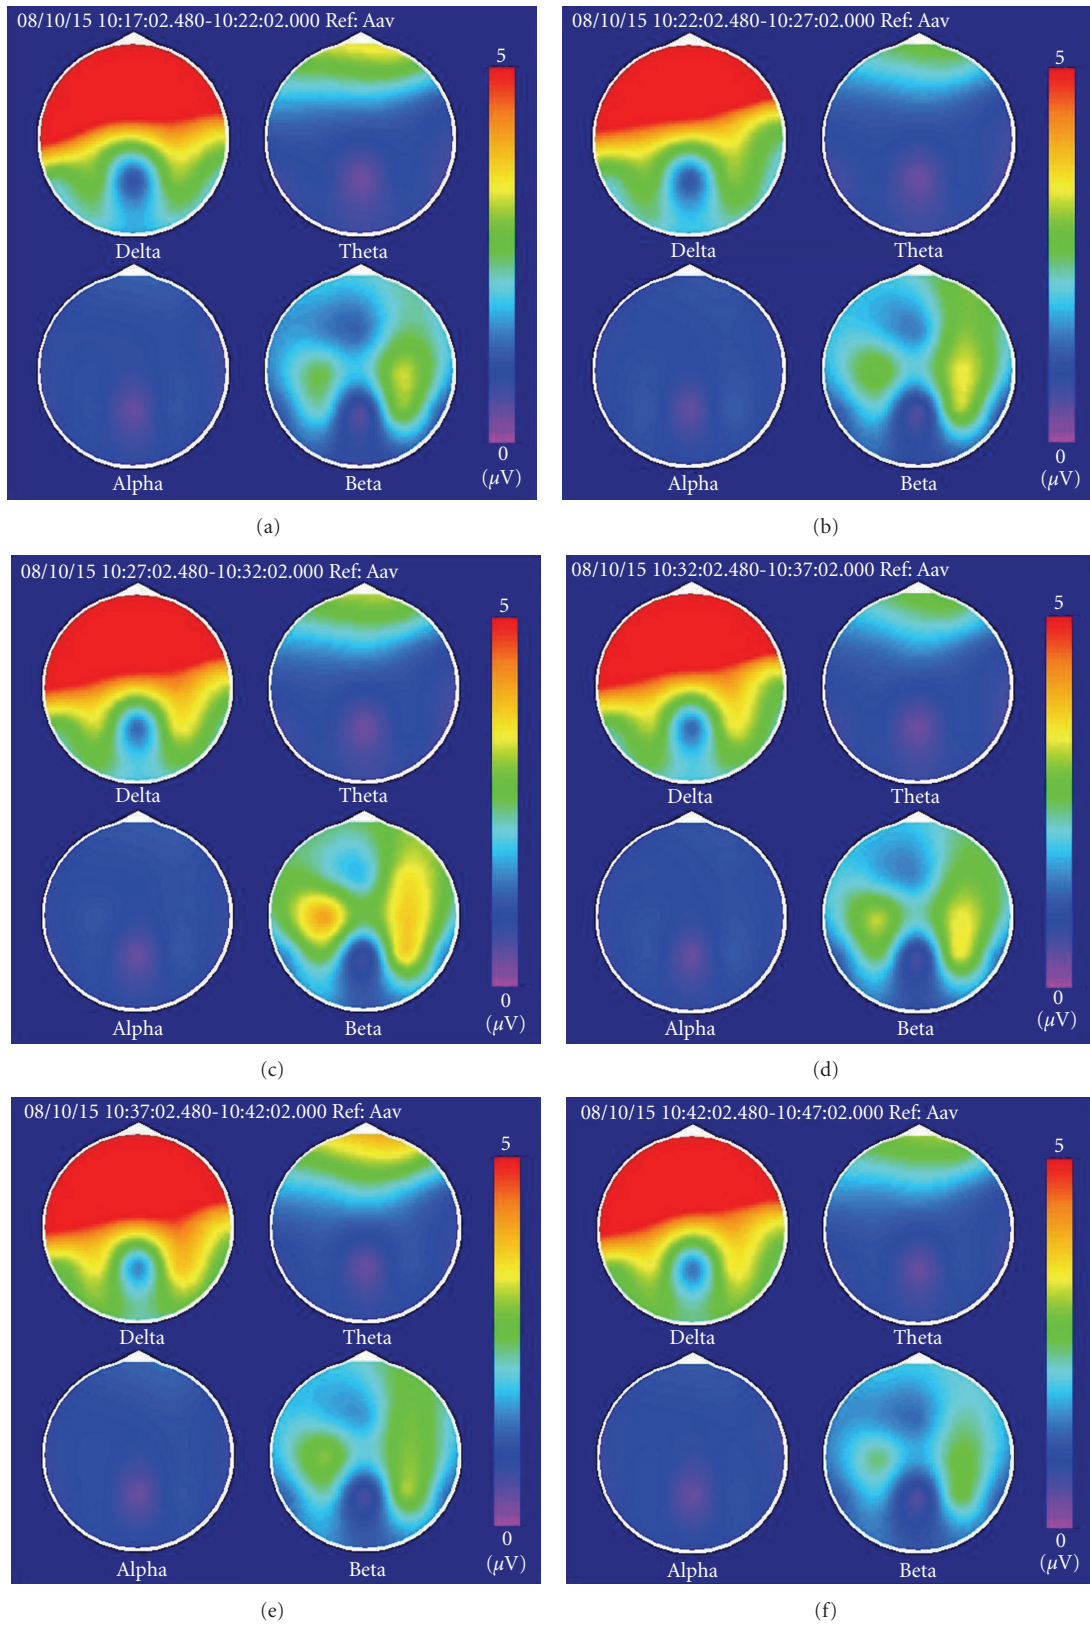 08/10/15 10:17:02.480-10:22:02.000 Ref: Aav
5
Delta
Theta
Alpha
Beta
0
(μV)
(a)
08/10/15 10:22:02.480-10:27:02.000 Ref: Aav
5
Delta
Theta
Alpha
Beta
0
(μV)
(b)
08/10/15 10:27:02.480-10:32:02.000 Ref: Aav
5
Delta
Theta
Alpha
Beta
0
(μV)
(c)
08/10/15 10:32:02.480-10:37:02.000 Ref: Aav
5
Delta
Theta
Alpha
Beta
0
(μV)
(d)
08/10/15 10:37:02.480-10:42:02.000 Ref: Aav
5
Delta
Theta
Alpha
Beta
0
(μV)
(e)
08/10/15 10:42:02.480-10:47:02.000 Ref: Aav
5
Delta
Theta
Alpha
Beta
0
(μV)
(f)